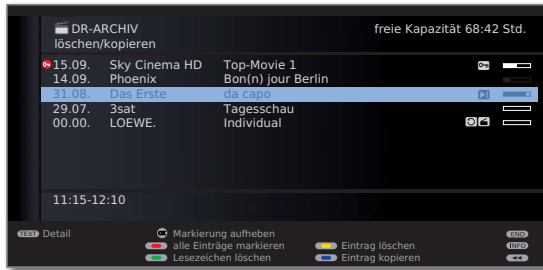 DR-ARCHIV freie Kapazität 68:42 Std.
löschen/kopieren
15.09. Sky Cinema HD Top-Movie 1
14.09. Phoenix Bon(n) jour Berlin
31.08. Das Erste da capo
29.07. 3sat Tagesschau
00.00. LOEWE. Individual
11:15-12:10
TEXT Detail OK Markierung aufheben END
alle Einträge markieren Eintrag löschen INFO
Lesezeichen löschen Eintrag kopieren